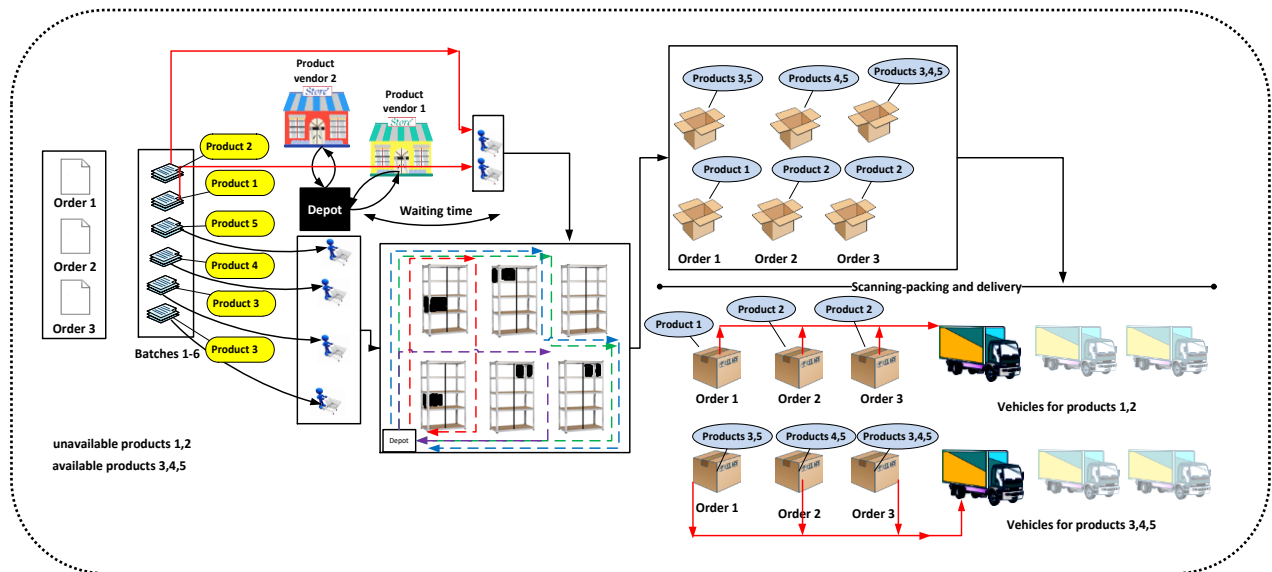 Product
vendor 2
Store
Product
vendor 1
Store
Order 1
Order 2
Order 3
Product 2
Product 1
Product 5
Product 4
Product 3
Product 3
Batches 1-6
Depot
Waiting time
Depot
unavailable products 1,2
available products 3,4,5
Products 3,5
Products 4,5
Products 3,4,5
Product 1
Product 2
Product 2
Order 1
Order 2
Order 3
Scanning-packing and delivery
Product 1
Product 2
Product 2
Order 1
Order 2
Order 3
Vehicles for products 1,2
Products 3,5
Products 4,5
Products 3,4,5
Order 1
Order 2
Order 3
Vehicles for products 3,4,5